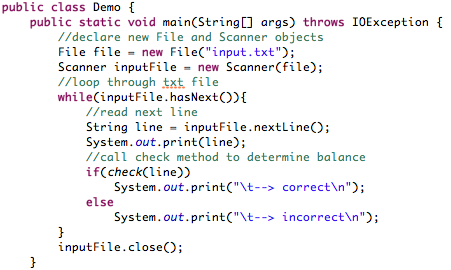 public class Demo {
    public static void main(String[] args) throws IOException {
        //declare new File and Scanner objects
        File file = new File("input.txt");
        Scanner inputFile = new Scanner(file);
        //loop through txt file
        while(inputFile.hasNext()){
            //read next line
            String line = inputFile.nextLine();
            System.out.print(line);
            //call check method to determine balance
            if(check(line))
                System.out.print("\t--> correct\n");
            else
                System.out.print("\t--> incorrect\n");
        }
        inputFile.close();
    }